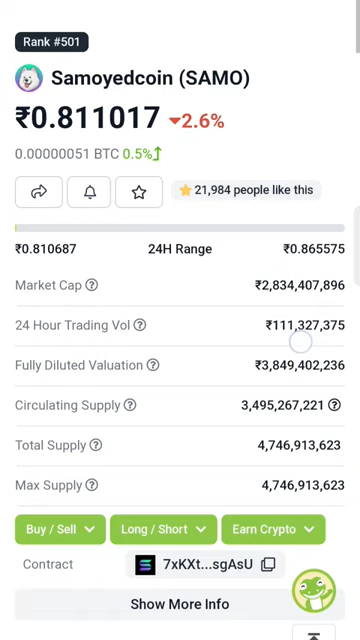 Rank #501
Samoyedcoin (SAMO)
₹0.811017 2.6%
0.00000051 BTC 0.5%
21,984 people like this
₹0.810687 24H Range ₹0.865575
Market Cap ₹2,834,407,896
24 Hour Trading Vol ₹111,327,375
Fully Diluted Valuation ₹3,849,402,236
Circulating Supply 3,495,267,221
Total Supply 4,746,913,623
Max Supply 4,746,913,623
Buy / Sell Long / Short Earn Crypto
Contract 7xKXt...sgAsU
Show More Info